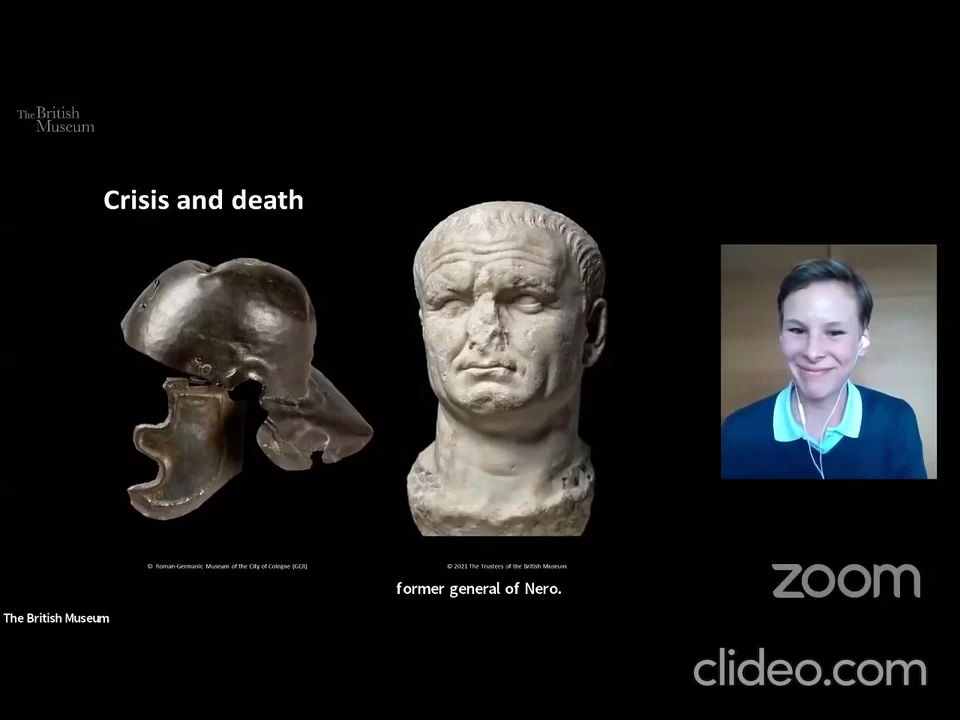 The British
Museum
Crisis and death
© Roman-Germanic Museum of the City of Cologne (GER)
© 2021 The Trustees of the British Museum
former general of Nero.
The British Museum
zoom
clideo.com